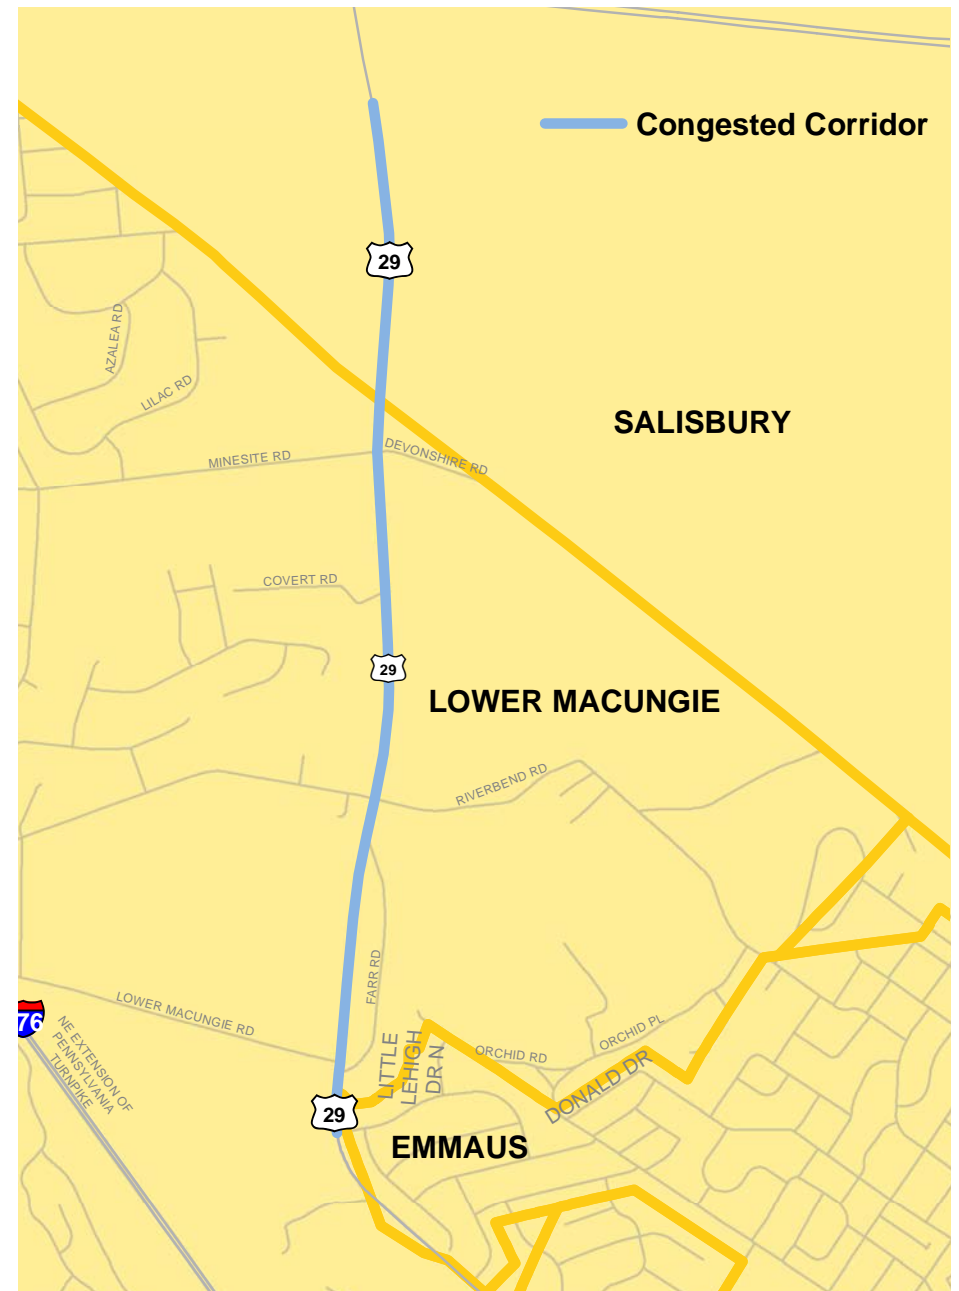 Congested Corridor
29
AZALEA RD
LILAC RD
SALISBURY
MINESITE RD
DEVONSHIRE RD
COVERT RD
29
LOWER MACUNGIE
RIVERBEND RD
FARR RD
LOWER MACUNGIE RD
76
NE EXTENSION OF
PENNSYLVANIA
TURNPIKE
LITTLE
LEHIGH
DR N
ORCHID RD
ORCHID PL
DONALD DR
29
EMMAUS